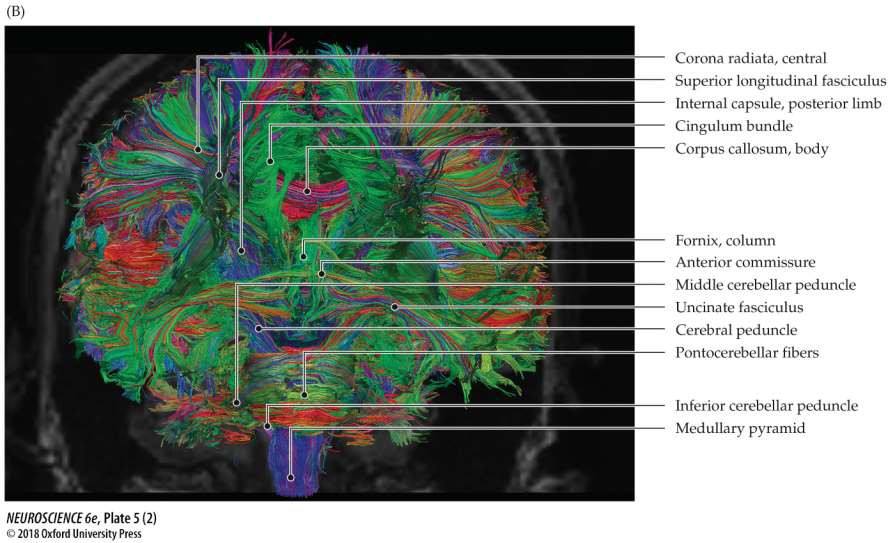 (B)
Corona radiata, central
Superior longitudinal fasciculus
Internal capsule, posterior limb
Cingulum bundle
Corpus callosum, body
Fornix, column
Anterior commissure
Middle cerebellar peduncle
Uncinate fasciculus
Cerebral peduncle
Pontocerebellar fibers
Inferior cerebellar peduncle
Medullary pyramid
NEUROSCIENCE 6e, Plate 5 (2)
© 2018 Oxford University Press